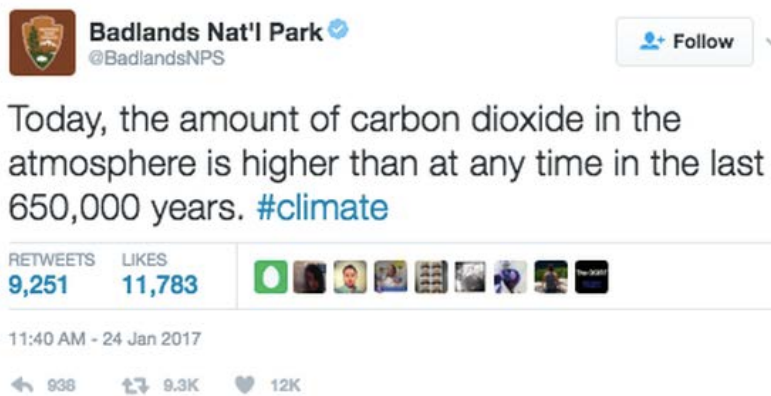 Badlands Nat'l Park
@BadlandsNPS
Follow
Today, the amount of carbon dioxide in the
atmosphere is higher than at any time in the last
650,000 years. #climate
RETWEETS LIKES
9,251 11,783
11:40 AM - 24 Jan 2017
938 9.3K 12K